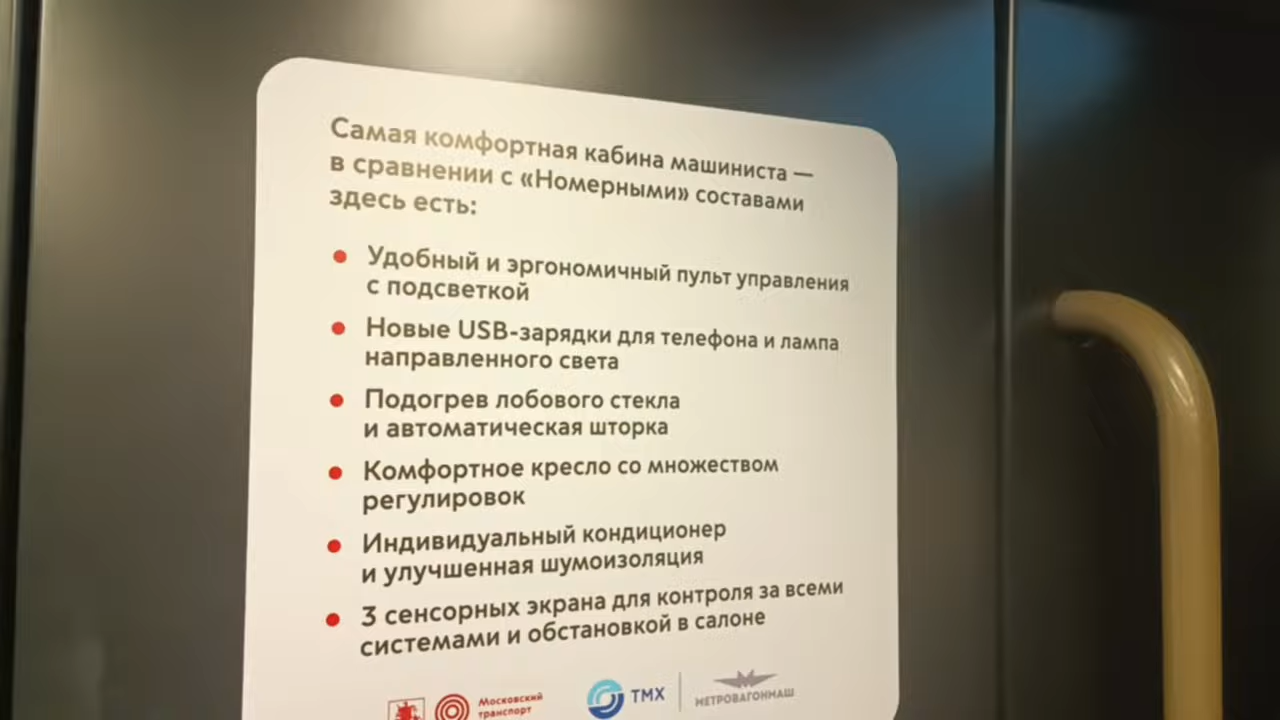 Самая комфортная кабина машиниста —
в сравнении с «Номерными» составами
здесь есть:
Удобный и эргономичный пульт управления
с подсветкой
Новые USB-зарядки для телефона и лампа
направленного света
Подогрев лобового стекла
и автоматическая шторка
Комфортное кресло со множеством
регулировок
Индивидуальный кондиционер
и улучшенная шумоизоляция
3 сенсорных экрана для контроля за всеми
системами и обстановкой в салоне
Московский
транспорт
ТМХ
МЕТРОВАГОНМАШ